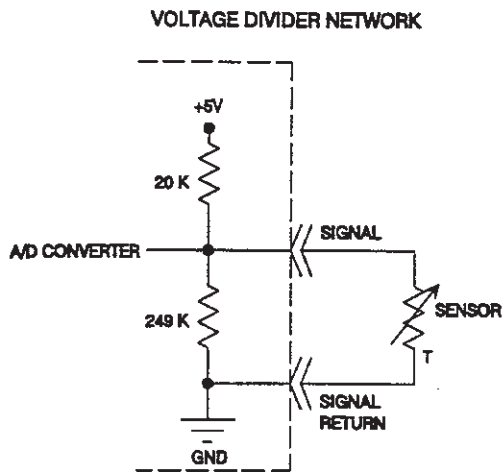 VOLTAGE DIVIDER NETWORK
+5V
20 K
A/D CONVERTER
SIGNAL
249 K
SENSOR
T
SIGNAL
RETURN
GND